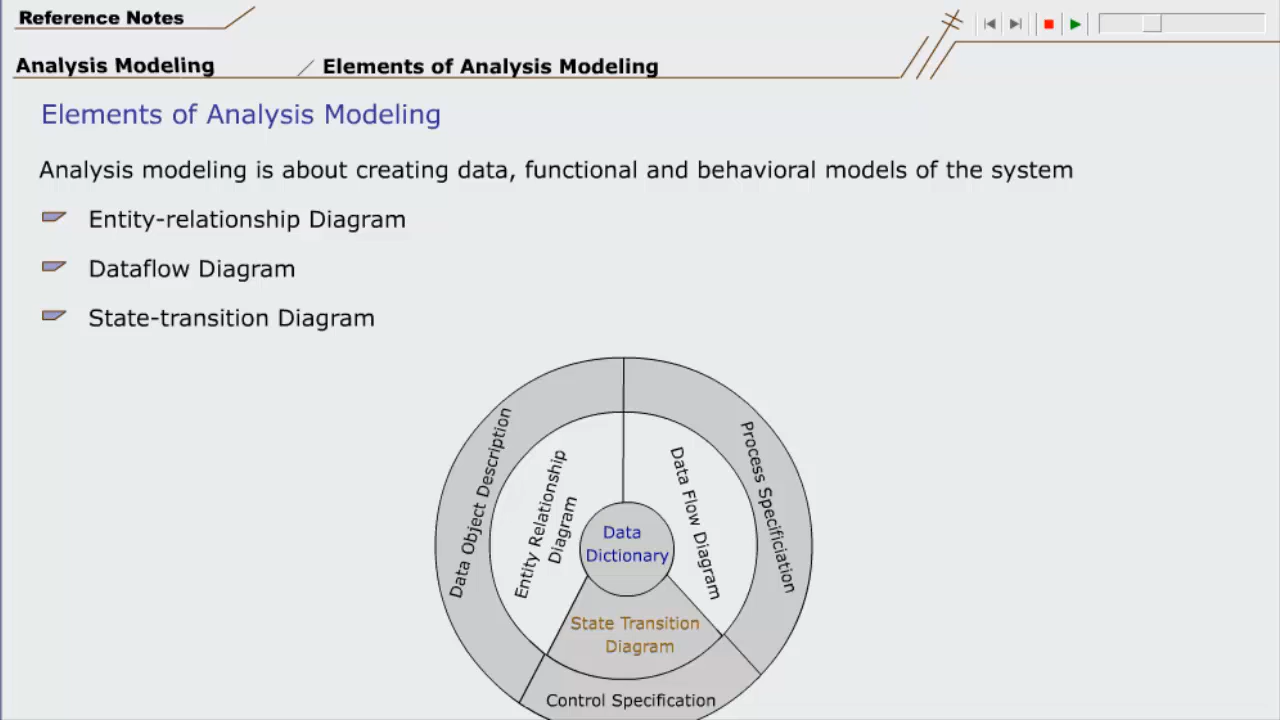 Reference Notes
Analysis Modeling
Elements of Analysis Modeling
Elements of Analysis Modeling
Analysis modeling is about creating data, functional and behavioral models of the system
Entity-relationship Diagram
Dataflow Diagram
State-transition Diagram
Data Object Description
Entity Relationship
Diagram
Data
Dictionary
Data Flow Diagram
Process Specificiation
State Transition
Diagram
Control Specification